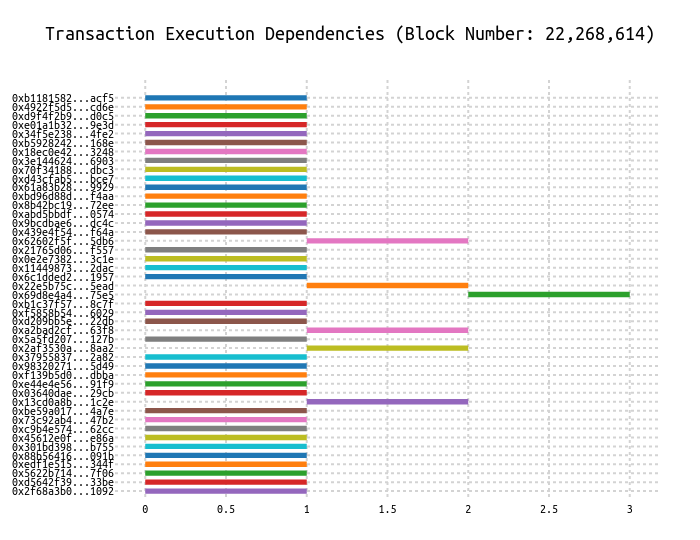 Transaction Execution Dependencies (Block Number: 22,268,614)
0xb1181582...acf5
0x4922f5d5...cd6e
0xd9f4f2b9...d0c5
0xe01a1b32...9e3d
0x34f5e238...4fe2
0xb5928242...168e
0x18ec0e42...3248
0x3e144624...6903
0x70f34188...dbc3
0xd43cfab5...bce7
0x61a83b28...9929
0xbd96d88d...f4aa
0x8b42bc19...72ee
0xabd5bbdf...0574
0x9bcdbae6...dc4c
0x439e4f54...f64a
0x62602f5f...5db6
0x21765d06...f557
0x0e2e7382...3c1e
0x11449873...2dac
0x6c1dded2...1957
0x22e5b75c...5ead
0x69d8e4a4...75e5
0xb1c37f57...8c7f
0xf5858b54...6029
0xd209bb5e...22db
0xa2bad2cf...63f8
0x5a5fd207...127b
0x2af3530a...8aa2
0x37955837...2a82
0x98320271...5d49
0xf139b5d0...dbba
0xe44e4e56...91f9
0x03640dae...29cb
0x13cd0a8b...1c2e
0xbe59a017...4a7e
0x73c92ab4...47b2
0xc9b4e574...62cc
0x45612e0f...e86a
0x301bd398...b755
0x88b56416...091b
0xedf1e515...344f
0x5622b714...7f06
0xd5642f39...33be
0x2f68a3b0...1092
0 0.5 1 1.5 2 2.5 3